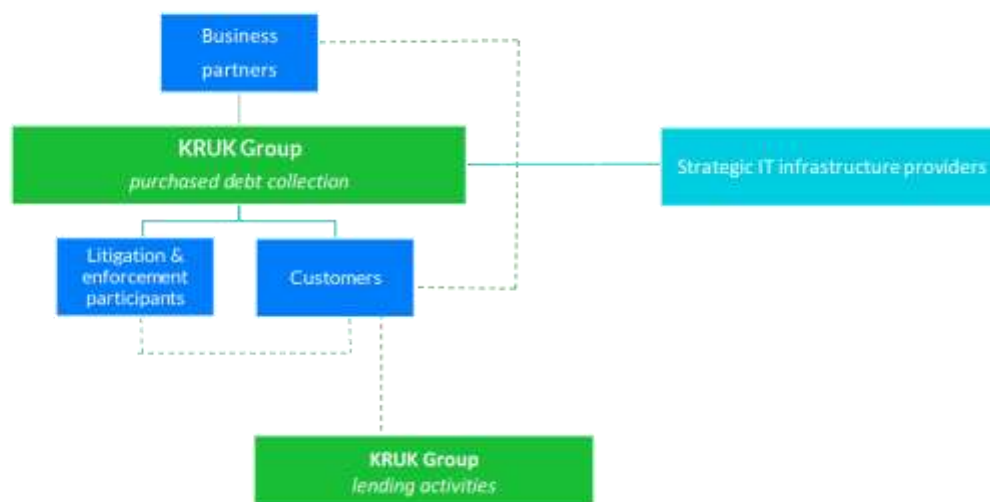 Business
partners
KRUK Group
purchased debt collection
Strategic IT infrastructure providers
Litigation &
enforcement
participants
Customers
KRUK Group
lending activities